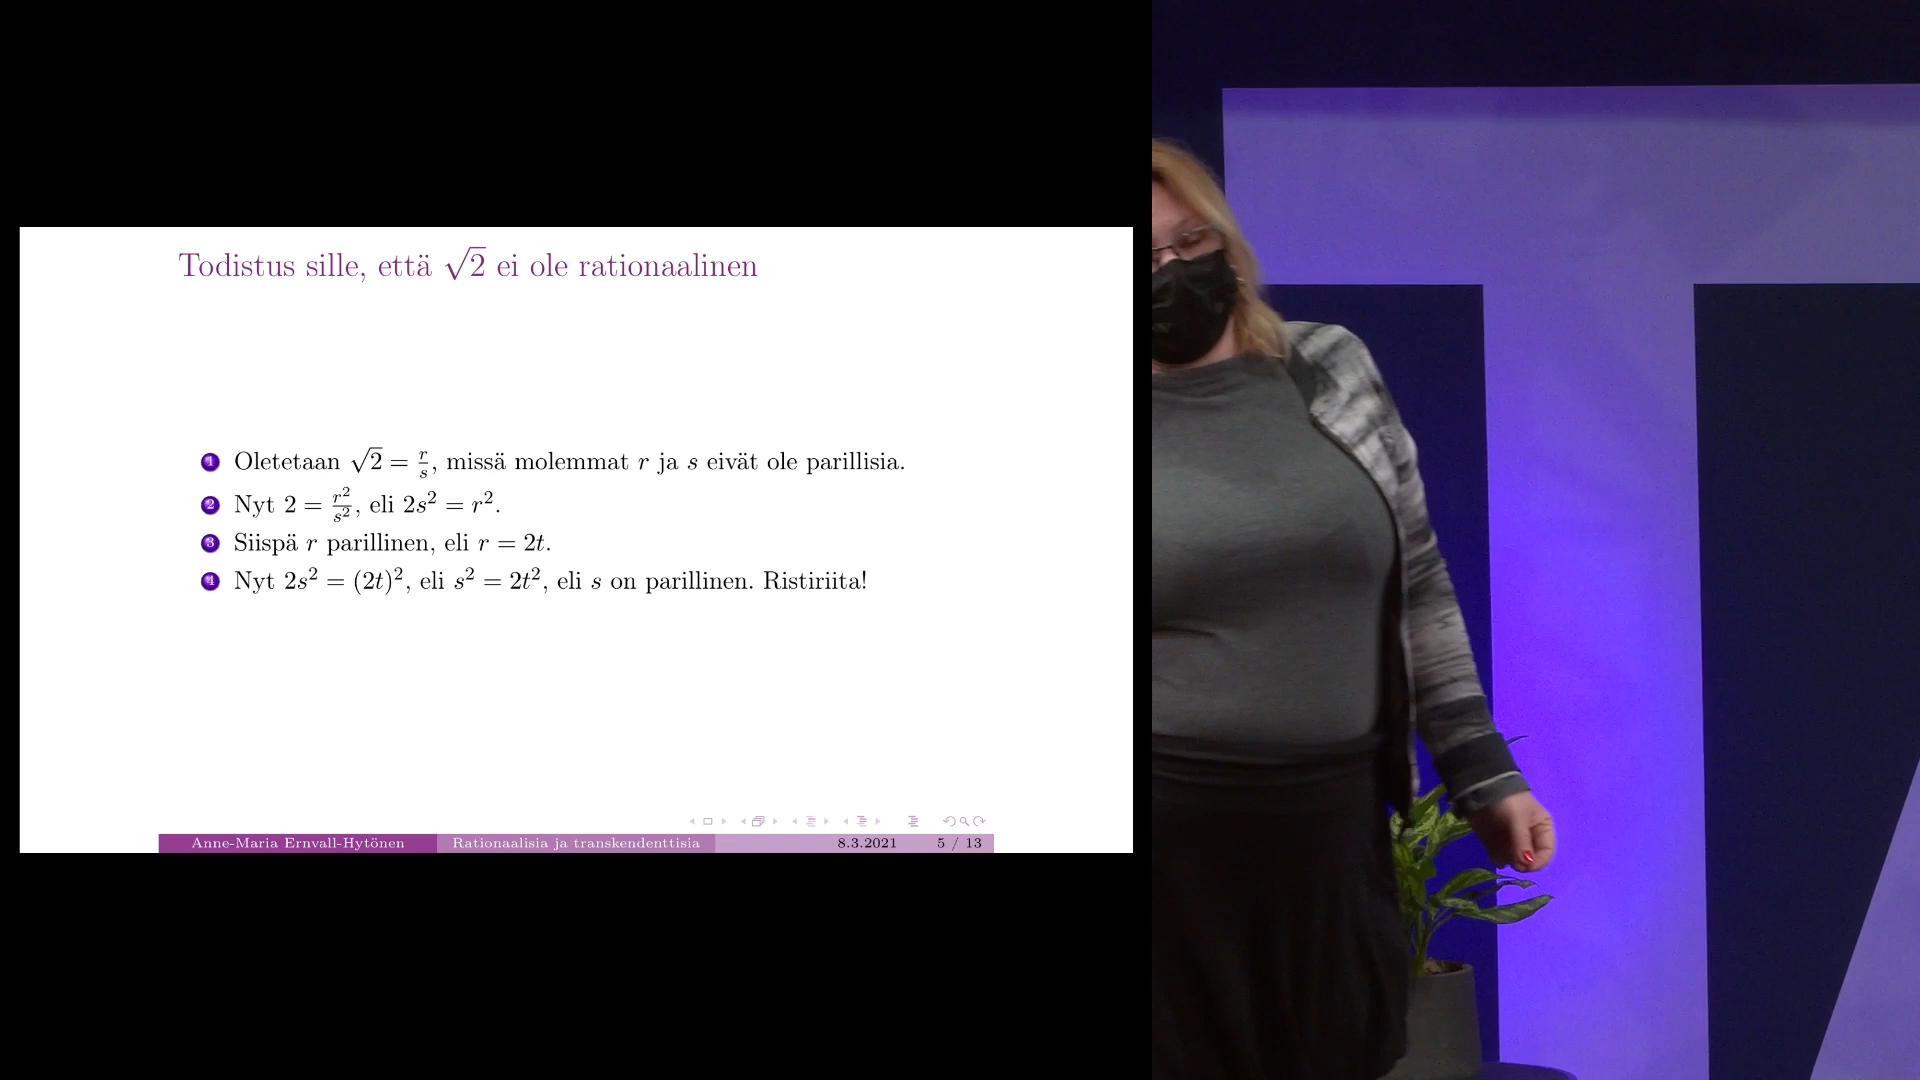 Todistus sille, että √2 ei ole rationaalinen
1 Oletetaan √2 = r/s, missä molemmat r ja s eivät ole parillisia.
2 Nyt 2 = r²/s², eli 2s² = r².
3 Siispä r parillinen, eli r = 2t.
4 Nyt 2s² = (2t)², eli s² = 2t², eli s on parillinen. Ristiriita!
Anne-Maria Ernvall-Hytönen Rationaalisia ja transkendenttisia 8.3.2021 5 / 13